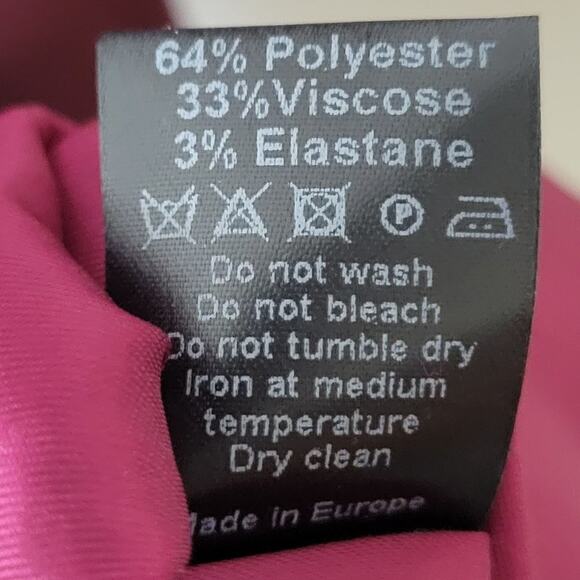 64% Polyester
33%Viscose
3% Elastane
P
Do not wash
Do not bleach
Do not tumble dry
Iron at medium
temperature
Dry clean
Made in Europe